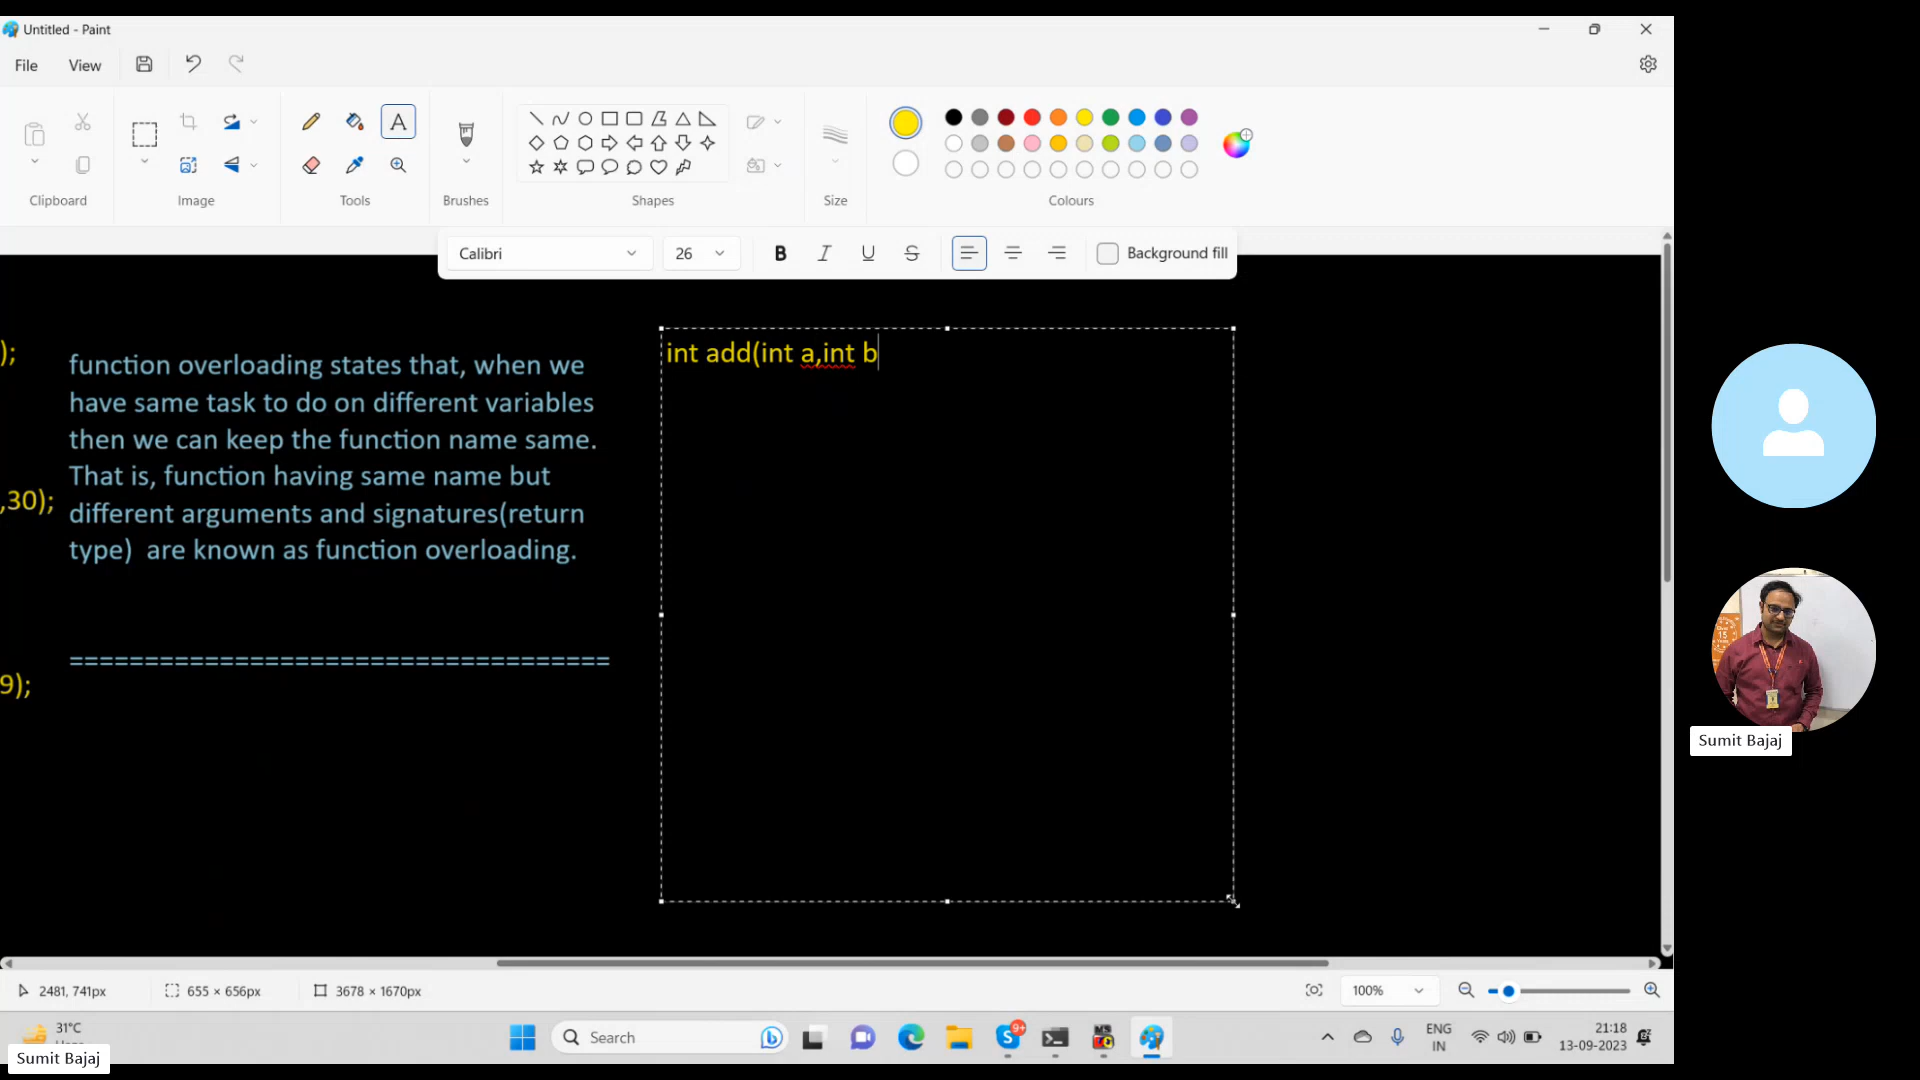 Untitled - Paint
File
View
Clipboard
Image
Tools
Brushes
Shapes
Size
Colours
Calibri
26
B
I
U
S
Background fill
);
,30);
9);
function overloading states that, when we
have same task to do on different variables
then we can keep the function name same.
That is, function having same name but
different arguments and signatures(return
type)  are known as function overloading.
====================================
int add(int a,int b
Sumit Bajaj
2481, 741px
655 × 656px
3678 × 1670px
100%
31°C
Search
9+
ENG
IN
21:18
13-09-2023
Sumit Bajaj